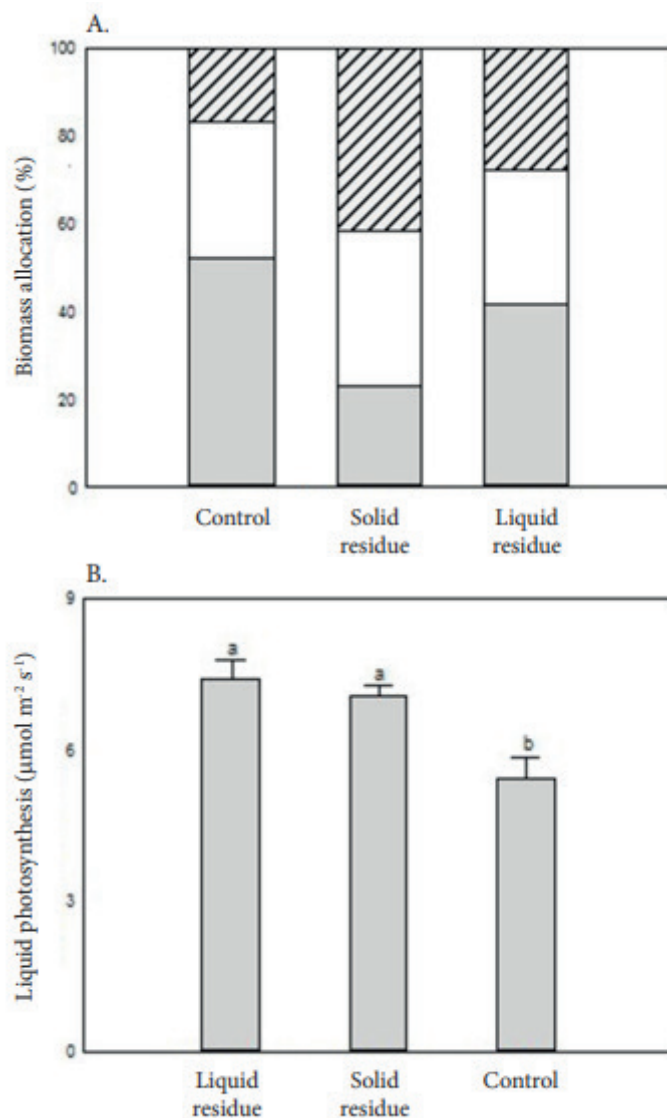 A.
Biomass allocation (%)
100
80
60
40
20
0
Control
Solid
residue
Liquid
residue
B.
Liquid photosynthesis (μmol m⁻² s⁻¹)
9
6
3
0
a
a
b
Liquid
residue
Solid
residue
Control